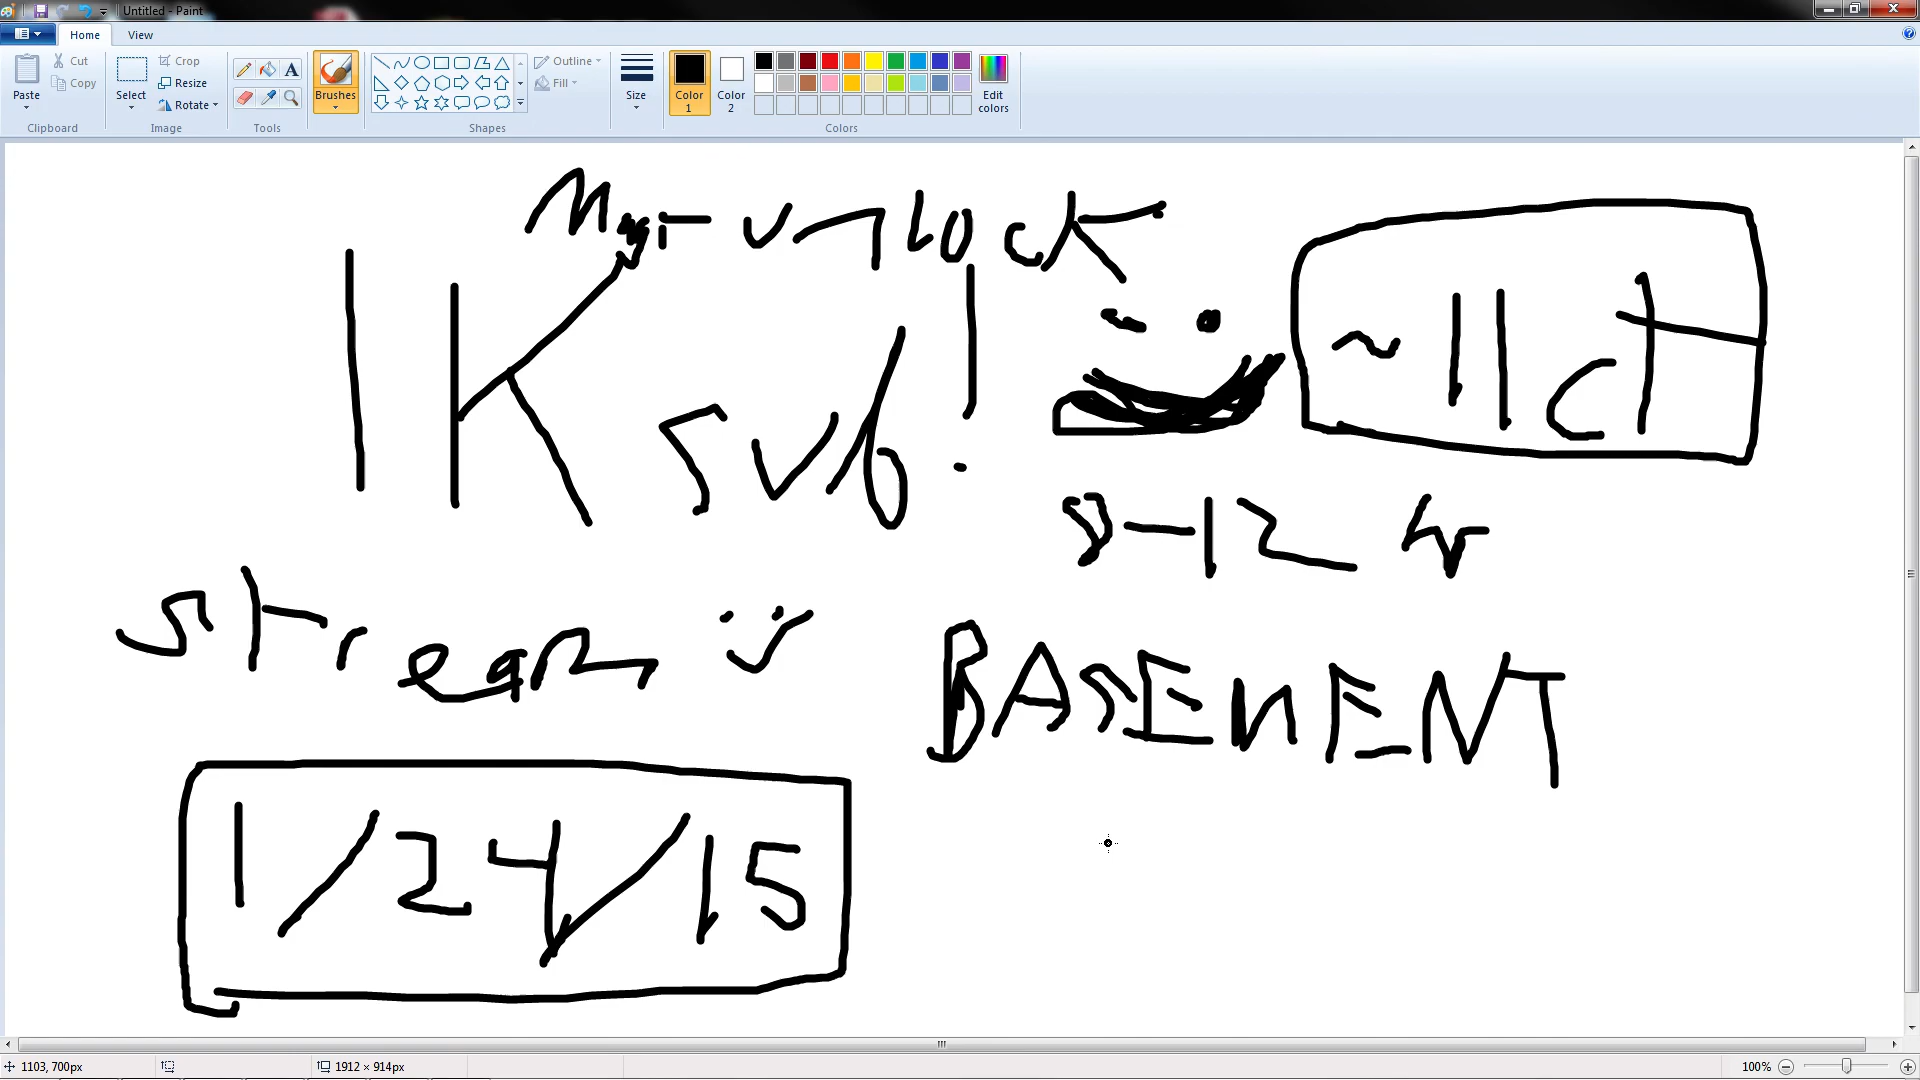 Untitled - Paint
Home
View
Paste
Cut
Copy
Clipboard
Select
Crop
Resize
Rotate
Image
Tools
Brushes
Shapes
Outline
Fill
Size
Color 1
Color 2
Edit colors
Colors
unlock
1K sub!
~11ct
8-12
stream :)
BASEMENT
1/24/15
1103, 700px
1912 × 914px
100%